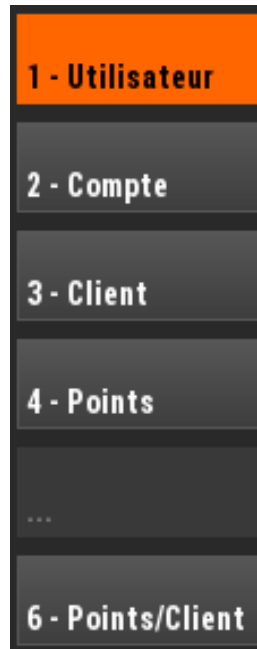 1 - Utilisateur
2 - Compte
3 - Client
4 - Points
...
6 - Points/Client